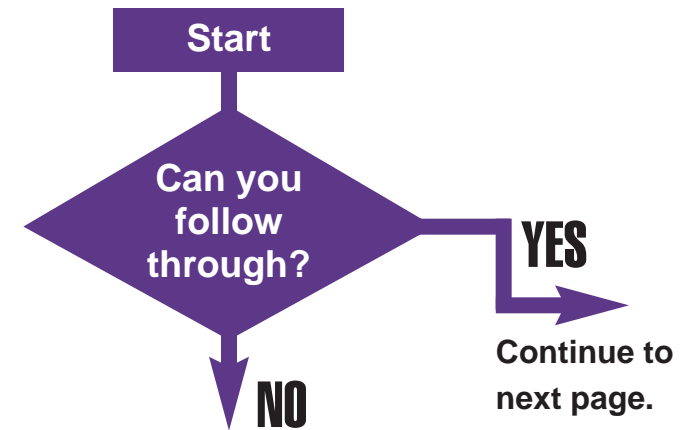 Start
Can you
follow
through?
YES
Continue to
next page.
NO